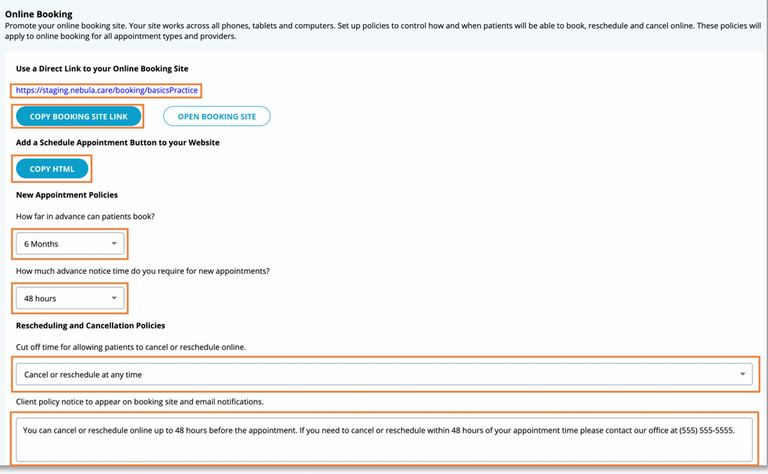 Online Booking
Promote your online booking site. Your site works across all phones, tablets and computers. Set up policies to control how and when patients will be able to book, reschedule and cancel online. These policies will
apply to online booking for all appointment types and providers.
Use a Direct Link to your Online Booking Site
https://staging.nebula.care/booking/basicsPractice
COPY BOOKING SITE LINK
OPEN BOOKING SITE
Add a Schedule Appointment Button to your Website
COPY HTML
New Appointment Policies
How far in advance can patients book?
6 Months
How much advance notice time do you require for new appointments?
48 hours
Rescheduling and Cancellation Policies
Cut off time for allowing patients to cancel or reschedule online.
Cancel or reschedule at any time
Client policy notice to appear on booking site and email notifications.
You can cancel or reschedule online up to 48 hours before the appointment. If you need to cancel or reschedule within 48 hours of your appointment time please contact our office at (555) 555-5555.